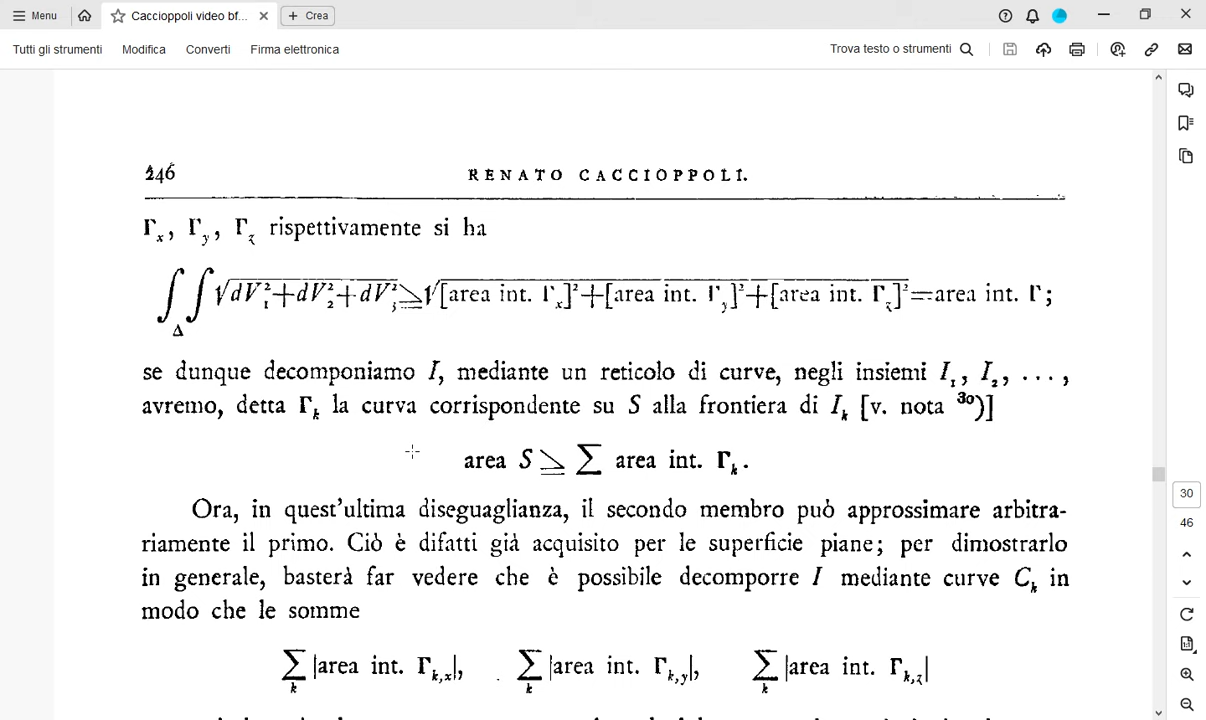 Menu
Caccioppoli video bf...
Crea
Tutti gli strumenti
Modifica
Converti
Firma elettronica
Trova testo o strumenti
246
RENATO CACCIOPPOLI.
Γx, Γy, Γz rispettivamente si ha
∫∫Δ √dV₁²+dV₂²+dV₃² ≥ √[area int. Γx]²+[area int. Γy]²+[area int. Γz]² = area int. Γ;
se dunque decomponiamo I, mediante un reticolo di curve, negli insiemi I₁, I₂, ...,
avremo, detta Γk la curva corrispondente su S alla frontiera di Ik [v. nota ³⁰)]
area S ≥ ∑ area int. Γk.
Ora, in quest'ultima diseguaglianza, il secondo membro può approssimare arbitra-
riamente il primo. Ciò è difatti già acquisito per le superficie piane; per dimostrarlo
in generale, basterà far vedere che è possibile decomporre I mediante curve Ck in
modo che le somme
∑k |area int. Γk,x|, ∑k |area int. Γk,y|, ∑k |area int. Γk,z|
30
46